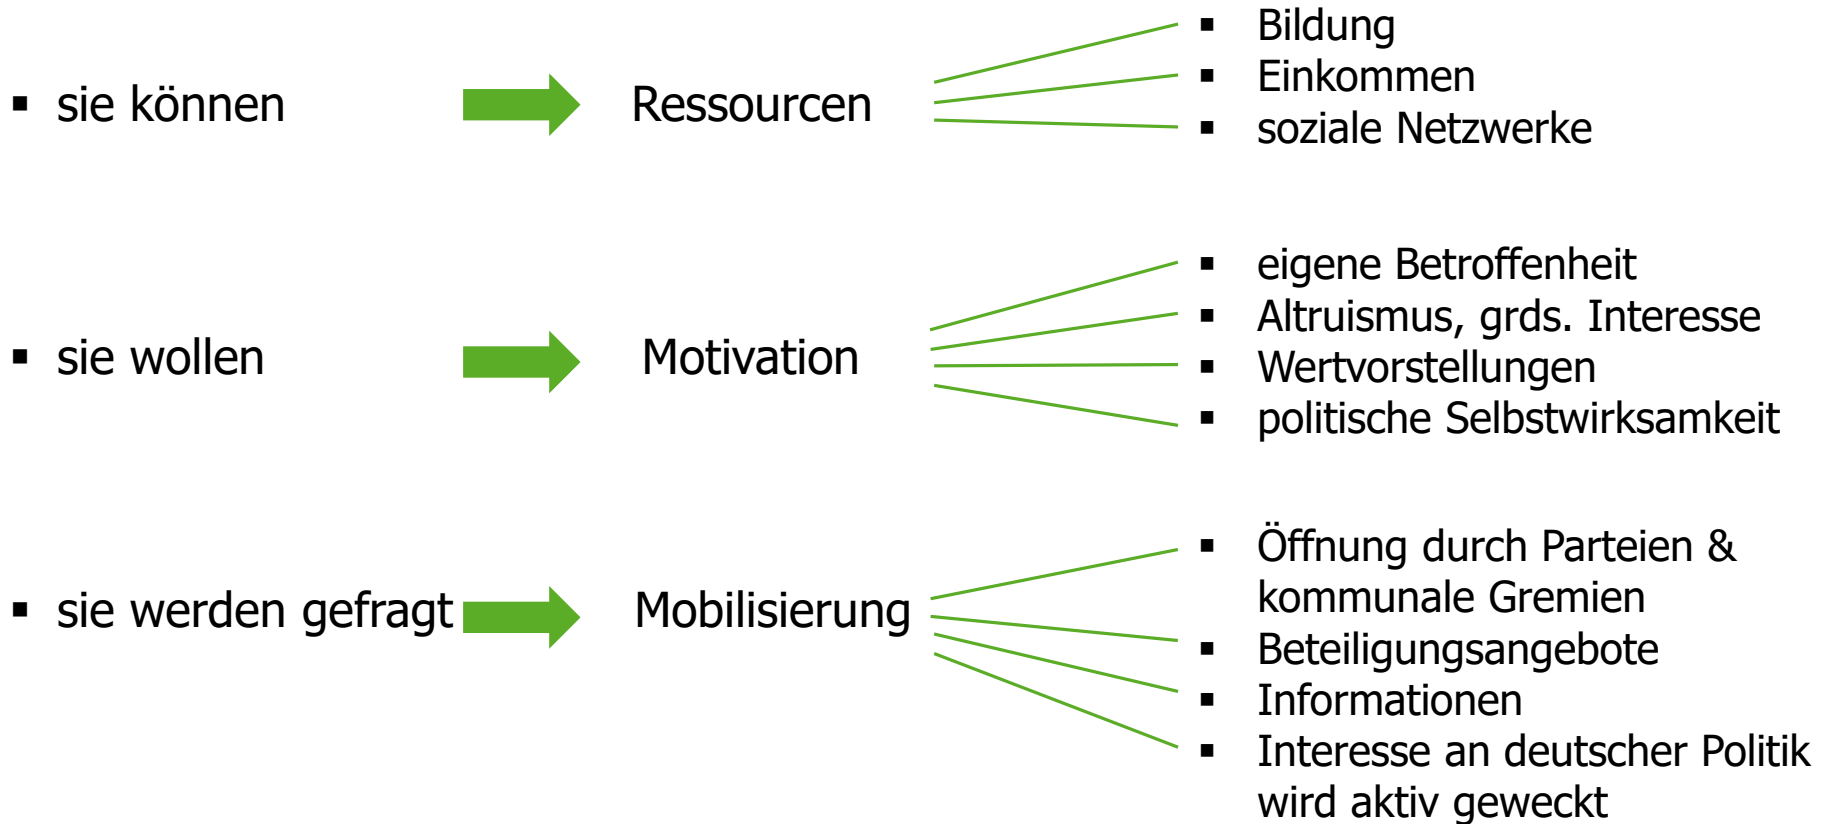 ▪ sie können
Ressourcen
▪ Bildung
▪ Einkommen
▪ soziale Netzwerke
▪ sie wollen
Motivation
▪ eigene Betroffenheit
▪ Altruismus, grds. Interesse
▪ Wertvorstellungen
▪ politische Selbstwirksamkeit
▪ sie werden gefragt
Mobilisierung
▪ Öffnung durch Parteien &
kommunale Gremien
▪ Beteiligungsangebote
▪ Informationen
▪ Interesse an deutscher Politik
wird aktiv geweckt